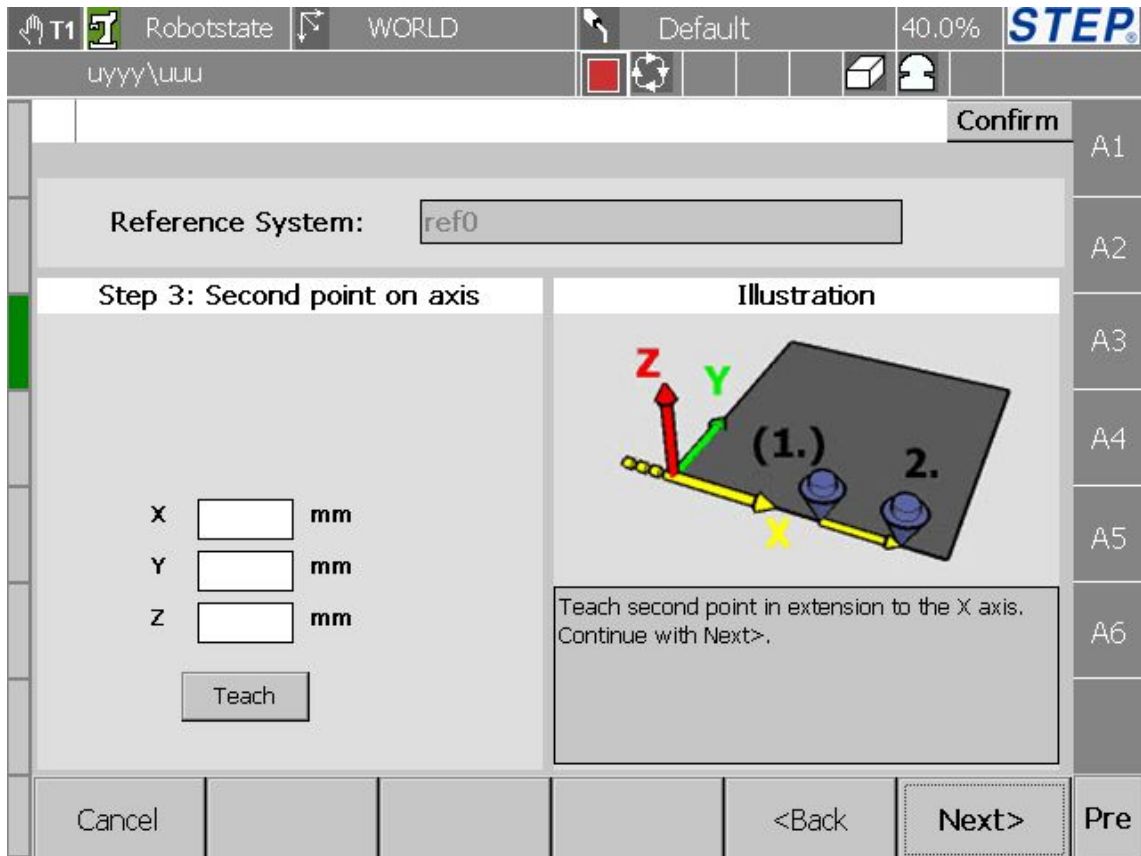 T1 Robotstate WORLD Default 40.0% STEP®
uyyy\uuu
Confirm
A1
Reference System: ref0
A2
Step 3: Second point on axis
Illustration
A3
Z
Y
(1.)
2.
X
A4
X mm
Y mm
Z mm
A5
Teach second point in extension to the X axis.
Continue with Next>.
A6
Teach
Cancel
<Back
Next>
Pre